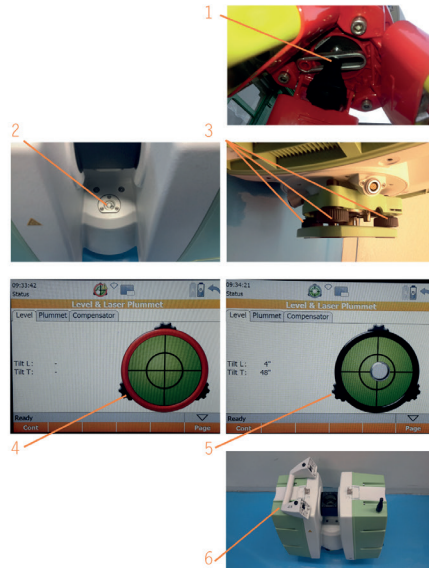 1
2
3
09:33:42
Status
Level & Laser Plummet
Level Plummet Compensator
Tilt L: -
Tilt T: -
Ready
Cont Page
09:34:21
Status
Level & Laser Plummet
Level Plummet Compensator
Tilt L: 4"
Tilt T: 48"
Ready
Cont Page
4
5
6